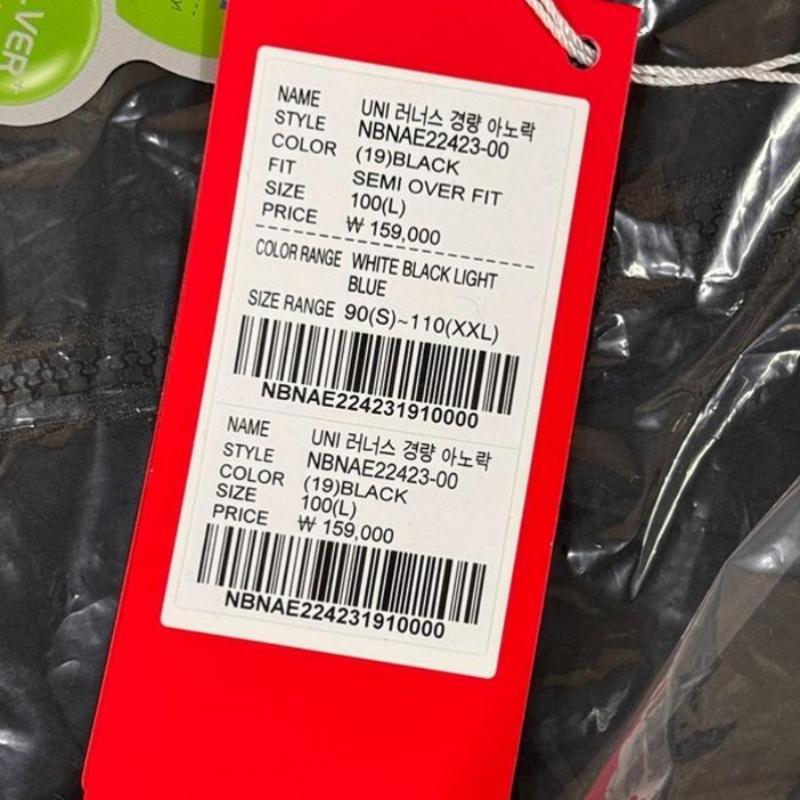 VER
NAME UNI 러너스 경량 아노락
STYLE NBNAE22423-00
COLOR (19)BLACK
FIT SEMI OVER FIT
SIZE 100(L)
PRICE ₩ 159,000
COLOR RANGE WHITE BLACK LIGHT
BLUE
SIZE RANGE 90(S)~110(XXL)
NBNAE224231910000
NAME UNI 러너스 경량 아노락
STYLE NBNAE22423-00
COLOR (19)BLACK
SIZE 100(L)
PRICE ₩ 159,000
NBNAE224231910000